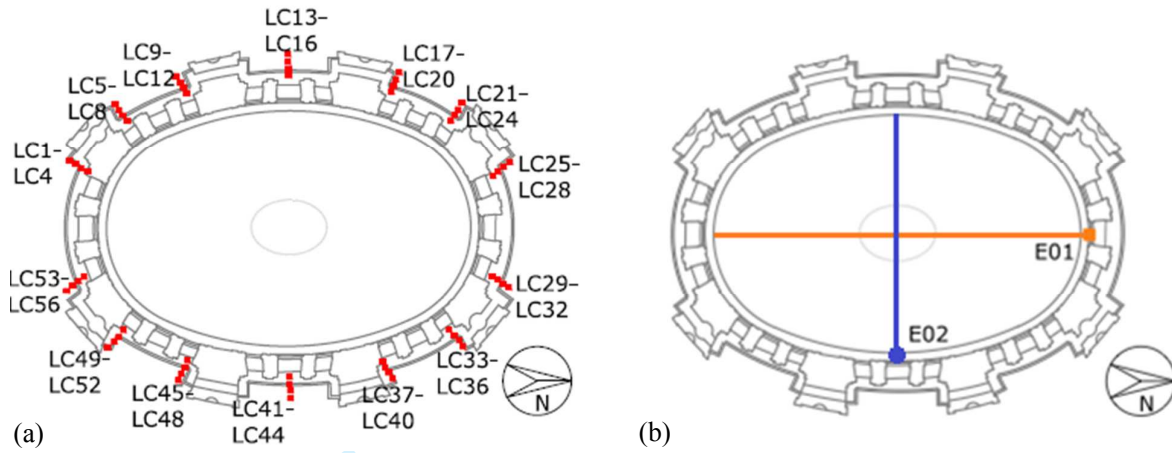 LC13–
LC16
LC9–
LC12
LC17–
LC20
LC5–
LC8
LC21–
LC24
LC1–
LC4
LC25–
LC28
LC53–
LC56
LC29–
LC32
LC49–
LC52
LC33–
LC36
LC45–
LC48
LC41–
LC44
LC37–
LC40
N
(a)
E01
E02
N
(b)